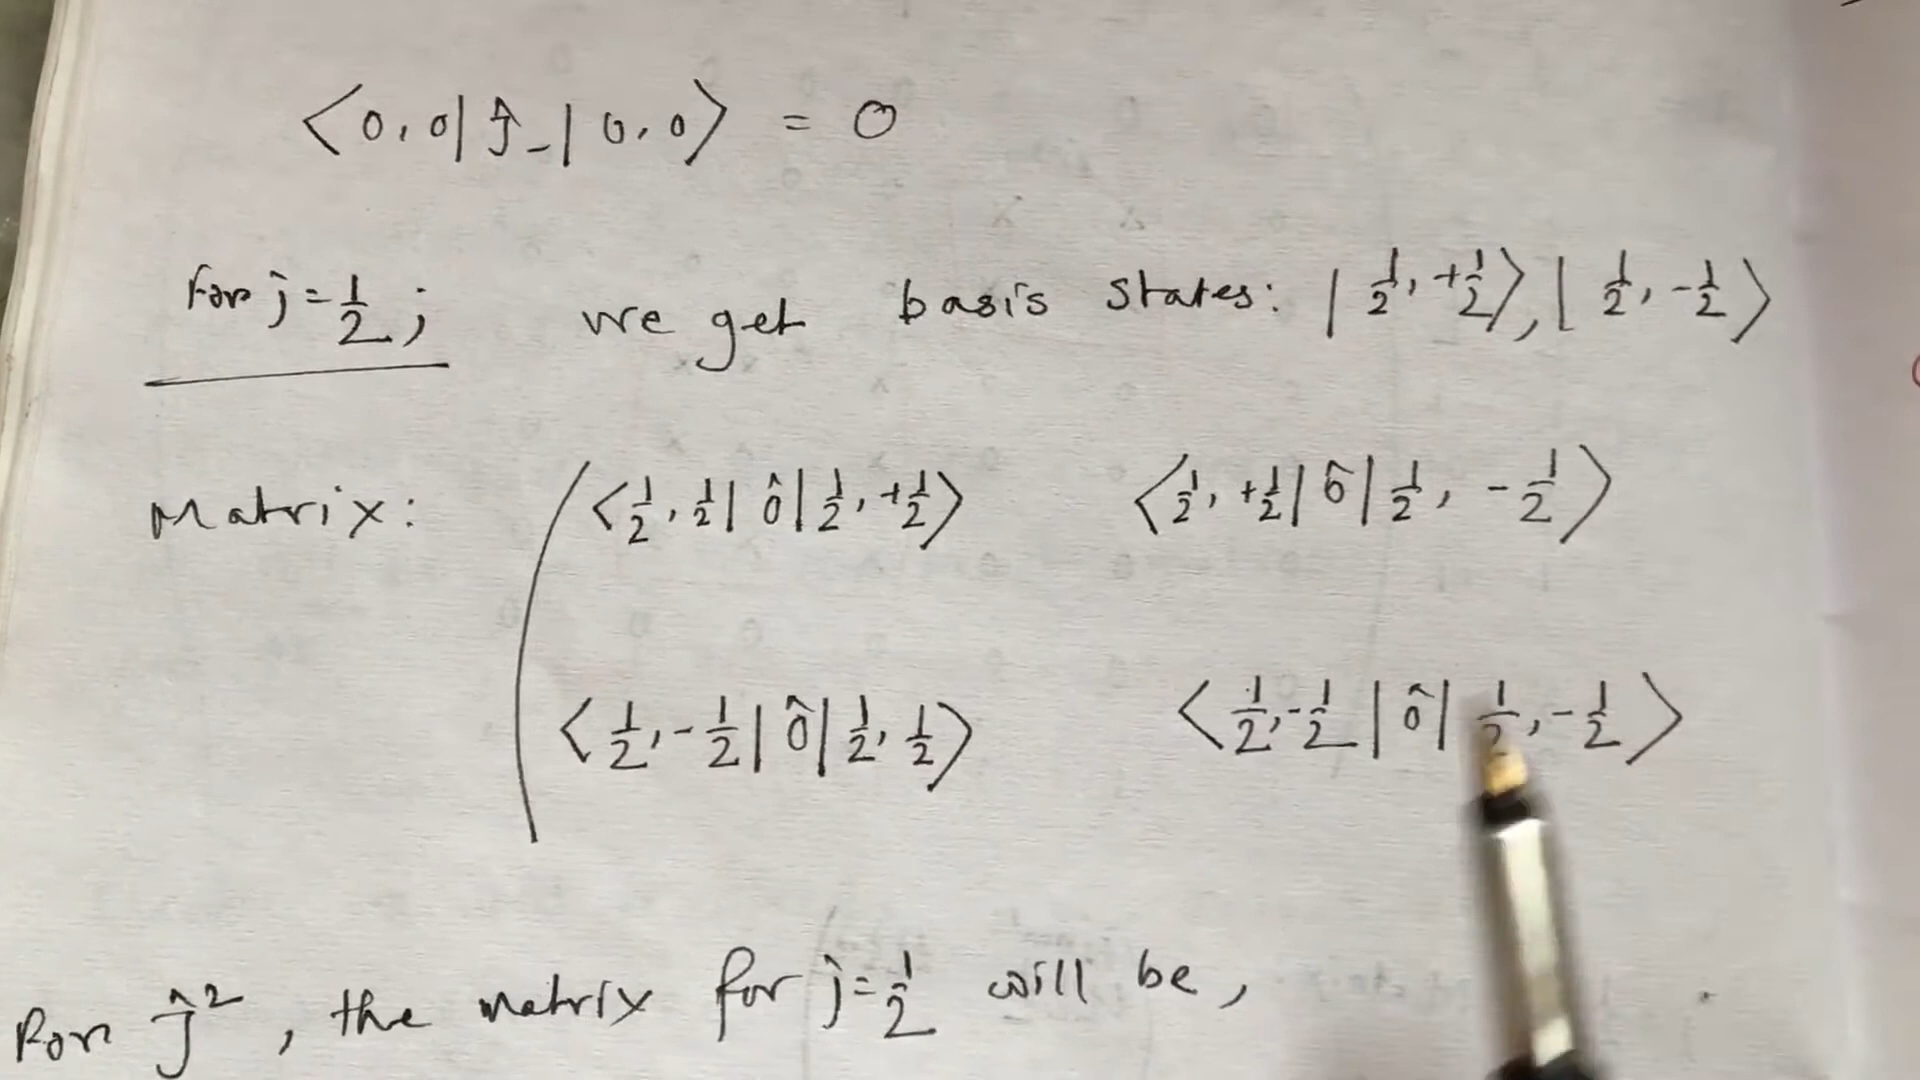 ⟨0,0|Ĵ₋|0,0⟩ = 0
For j = 1/2 ; we get basis states: |1/2, +1/2⟩, |1/2, -1/2⟩
Matrix: ( ⟨1/2, 1/2| ô |1/2, +1/2⟩ ⟨1/2, +1/2| ô |1/2, -1/2⟩
⟨1/2, -1/2| ô |1/2, 1/2⟩ ⟨1/2, -1/2| ô |1/2, -1/2⟩
For Ĵ², the matrix for j = 1/2 will be,